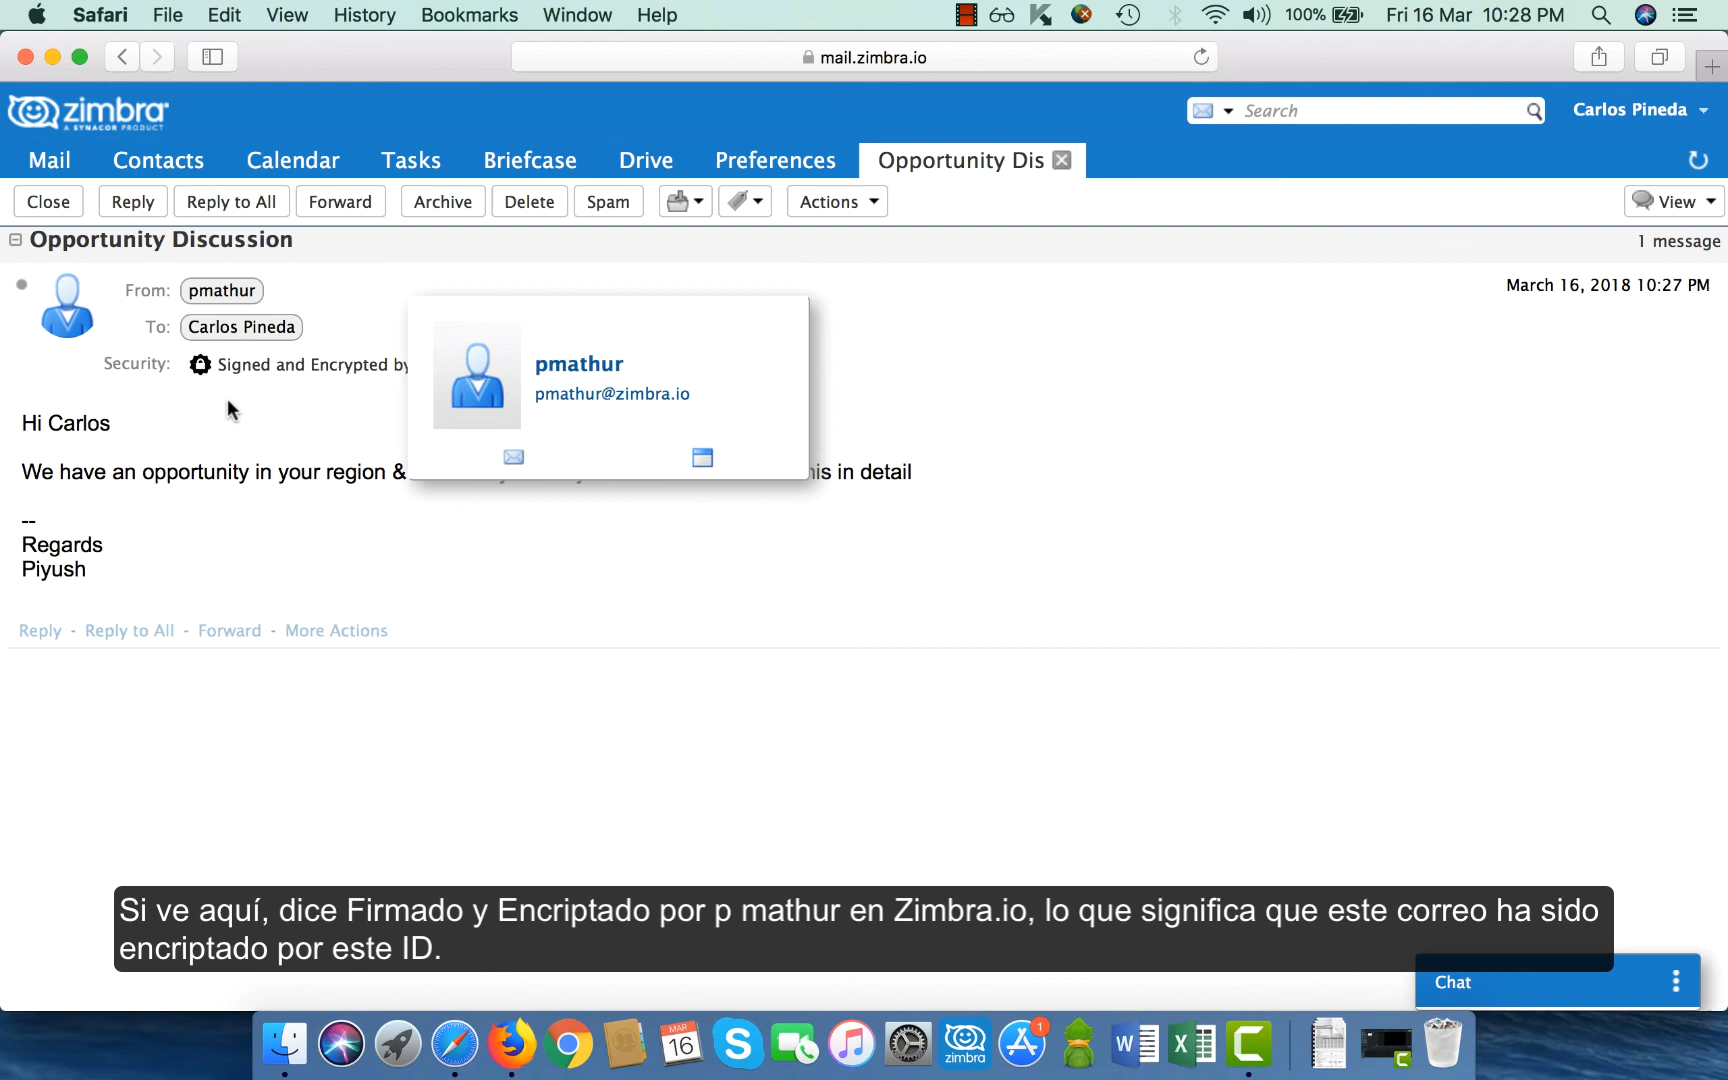 Safari File Edit View History Bookmarks Window Help 100% Fri 16 Mar 10:28 PM
mail.zimbra.io
zimbra
A SYNACOR PRODUCT
Search
Carlos Pineda
Mail Contacts Calendar Tasks Briefcase Drive Preferences Opportunity Dis
Close Reply Reply to All Forward Archive Delete Spam Actions View
Opportunity Discussion
1 message
From: pmathur
March 16, 2018 10:27 PM
To: Carlos Pineda
Security: Signed and Encrypted by
pmathur
pmathur@zimbra.io
Hi Carlos
We have an opportunity in your region & his in detail
--
Regards
Piyush
Reply - Reply to All - Forward - More Actions
Si ve aquí, dice Firmado y Encriptado por p mathur en Zimbra.io, lo que significa que este correo ha sido
encriptado por este ID.
Chat
MAR
16
zimbra
1